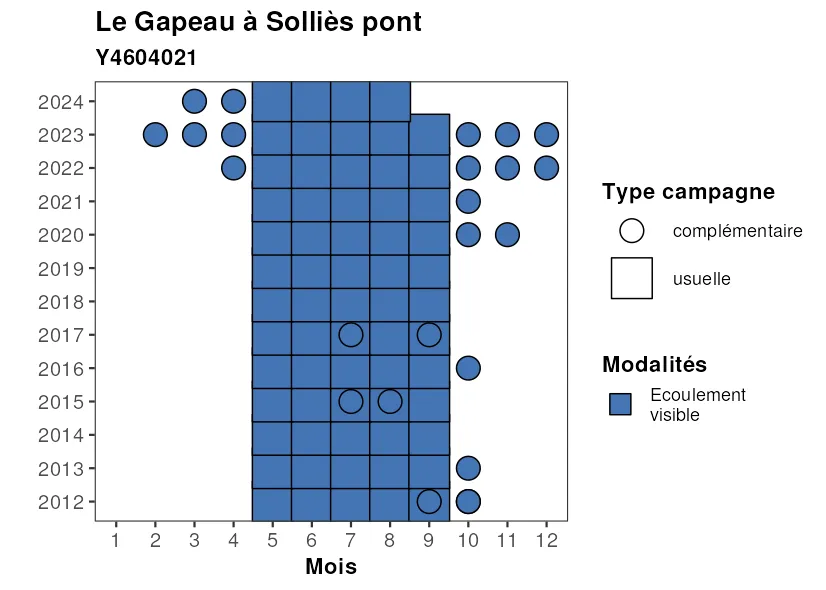 Le Gapeau à Solliès pont
Y4604021
2024
2023
2022
2021
2020
2019
2018
2017
2016
2015
2014
2013
2012
1 2 3 4 5 6 7 8 9 10 11 12
Mois
Type campagne
complémentaire
usuelle
Modalités
Ecoulement
visible